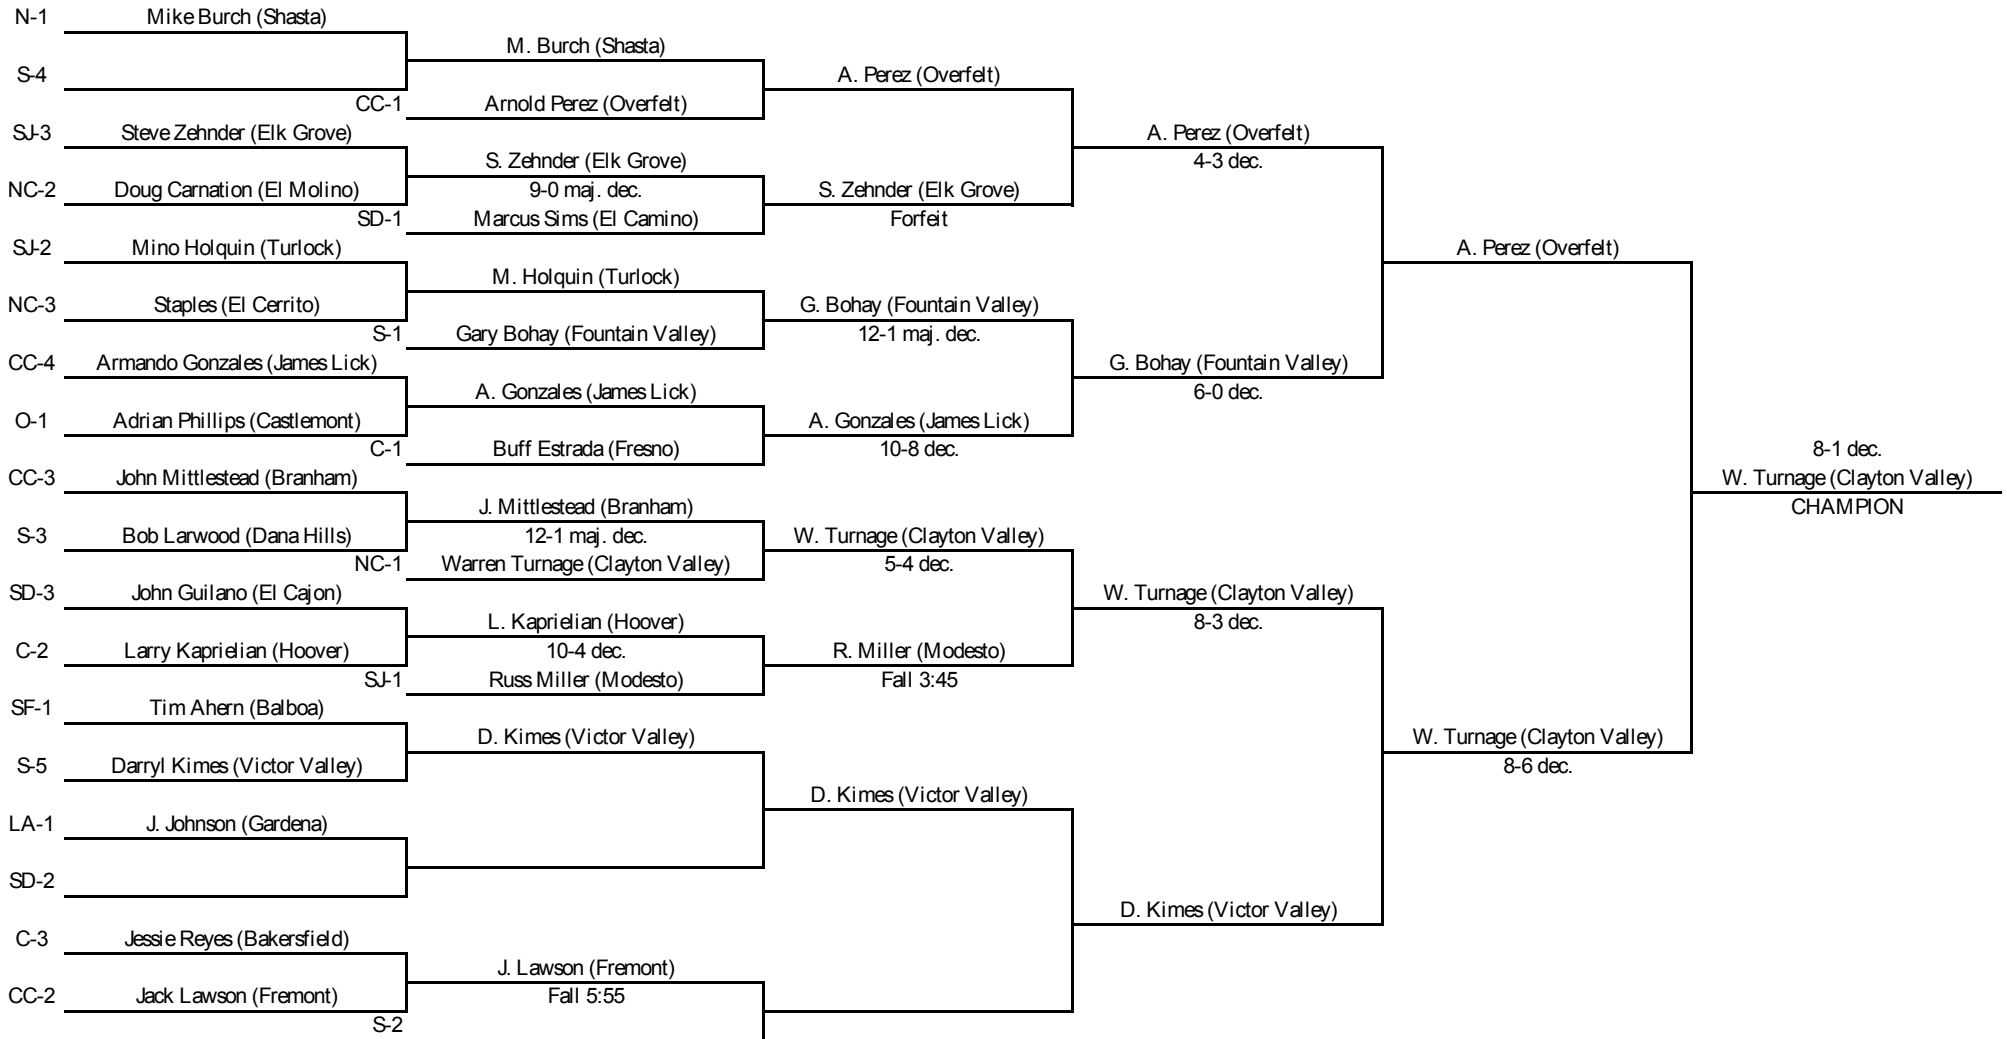 N-1 Mike Burch (Shasta)
M. Burch (Shasta)
S-4 A. Perez (Overfelt)
CC-1 Arnold Perez (Overfelt)
SJ-3 Steve Zehnder (Elk Grove) A. Perez (Overfelt)
S. Zehnder (Elk Grove) 4-3 dec.
NC-2 Doug Carnation (El Molino) 9-0 maj. dec. S. Zehnder (Elk Grove)
SD-1 Marcus Sims (El Camino) Forfeit
SJ-2 Mino Holquin (Turlock) A. Perez (Overfelt)
M. Holquin (Turlock)
NC-3 Staples (El Cerrito) G. Bohay (Fountain Valley)
S-1 Gary Bohay (Fountain Valley) 12-1 maj. dec.
CC-4 Armando Gonzales (James Lick) G. Bohay (Fountain Valley)
A. Gonzales (James Lick) 6-0 dec.
O-1 Adrian Phillips (Castlemont) A. Gonzales (James Lick)
C-1 Buff Estrada (Fresno) 10-8 dec. 8-1 dec.
CC-3 John Mittlestead (Branham) W. Turnage (Clayton Valley)
J. Mittlestead (Branham) CHAMPION
S-3 Bob Larwood (Dana Hills) 12-1 maj. dec. W. Turnage (Clayton Valley)
NC-1 Warren Turnage (Clayton Valley) 5-4 dec.
SD-3 John Guilano (El Cajon) W. Turnage (Clayton Valley)
L. Kaprielian (Hoover) 8-3 dec.
C-2 Larry Kaprielian (Hoover) 10-4 dec. R. Miller (Modesto)
SJ-1 Russ Miller (Modesto) Fall 3:45
SF-1 Tim Ahern (Balboa)
D. Kimes (Victor Valley) W. Turnage (Clayton Valley)
S-5 Darryl Kimes (Victor Valley) 8-6 dec.
D. Kimes (Victor Valley)
LA-1 J. Johnson (Gardena)
SD-2
D. Kimes (Victor Valley)
C-3 Jessie Reyes (Bakersfield)
J. Lawson (Fremont)
CC-2 Jack Lawson (Fremont) Fall 5:55
S-2